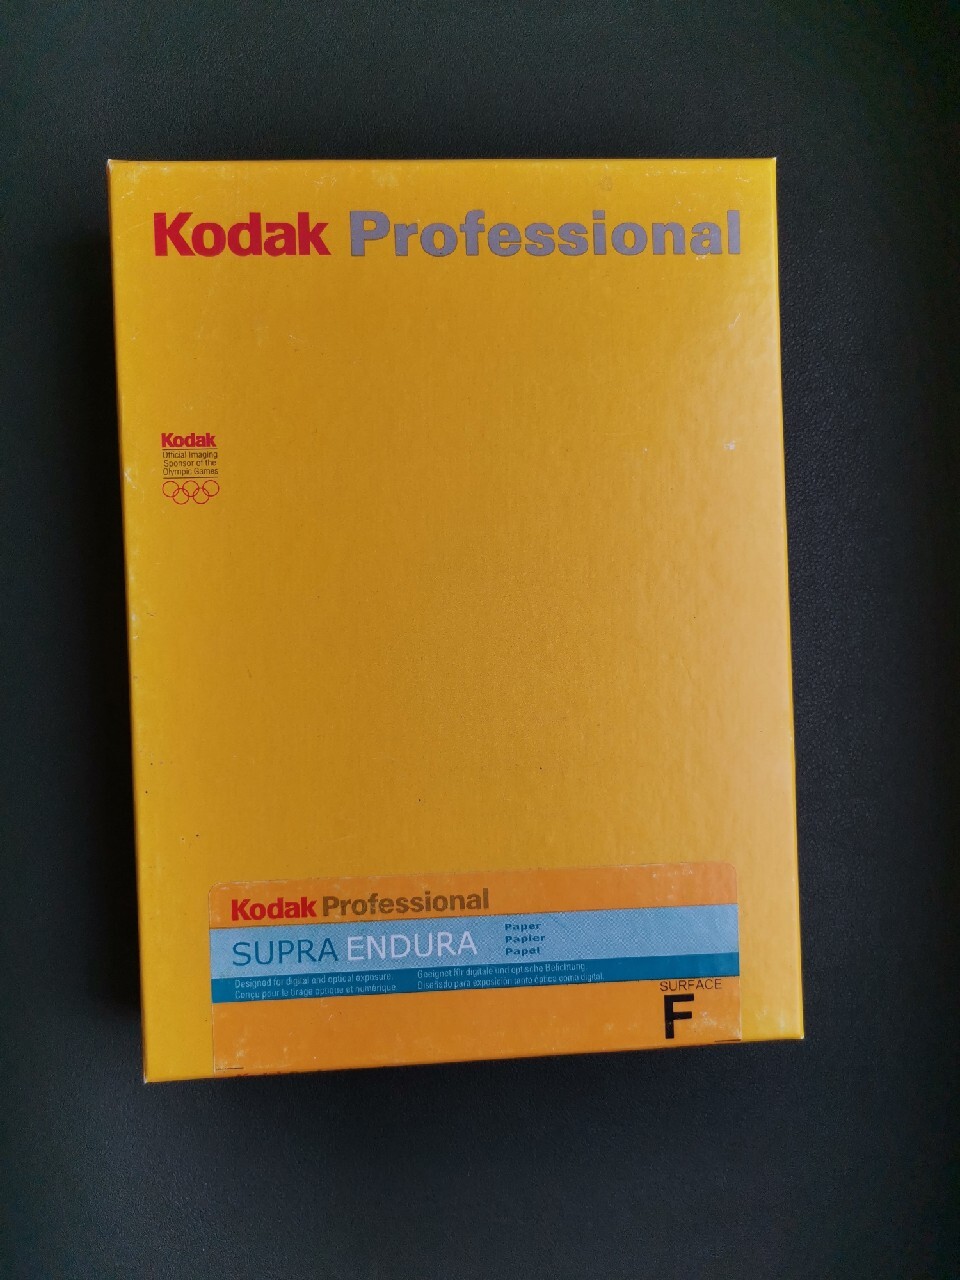 Kodak Professional
Kodak
Official Imaging
Sponsor of the
Olympic Games
Kodak Professional
SUPRA ENDURA
Paper
Papier
Papel
Designed for digital and optical exposure.
Conçu pour le tirage optique et numérique.
Geeignet für digitale und optische Belichtung.
Diseñado para exposición tanto óptica como digital.
SURFACE
F